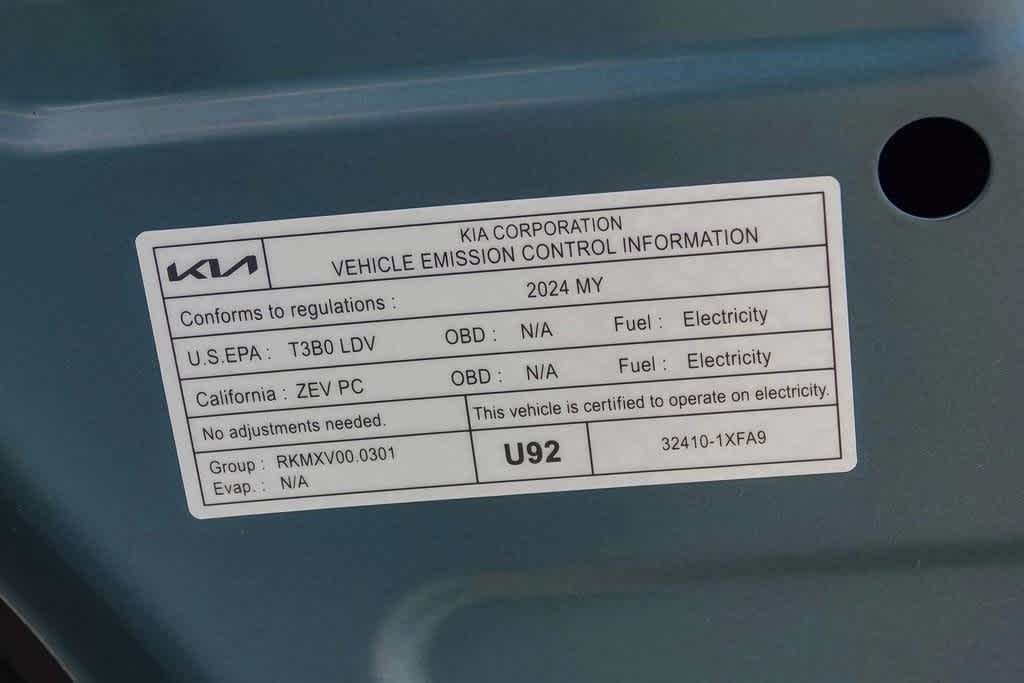 KIA
KIA CORPORATION
VEHICLE EMISSION CONTROL INFORMATION
Conforms to regulations : 2024 MY
U.S.EPA : T3B0 LDV OBD : N/A Fuel : Electricity
California : ZEV PC OBD : N/A Fuel : Electricity
No adjustments needed. This vehicle is certified to operate on electricity.
Group : RKMXV00.0301
Evap. : N/A
U92
32410-1XFA9